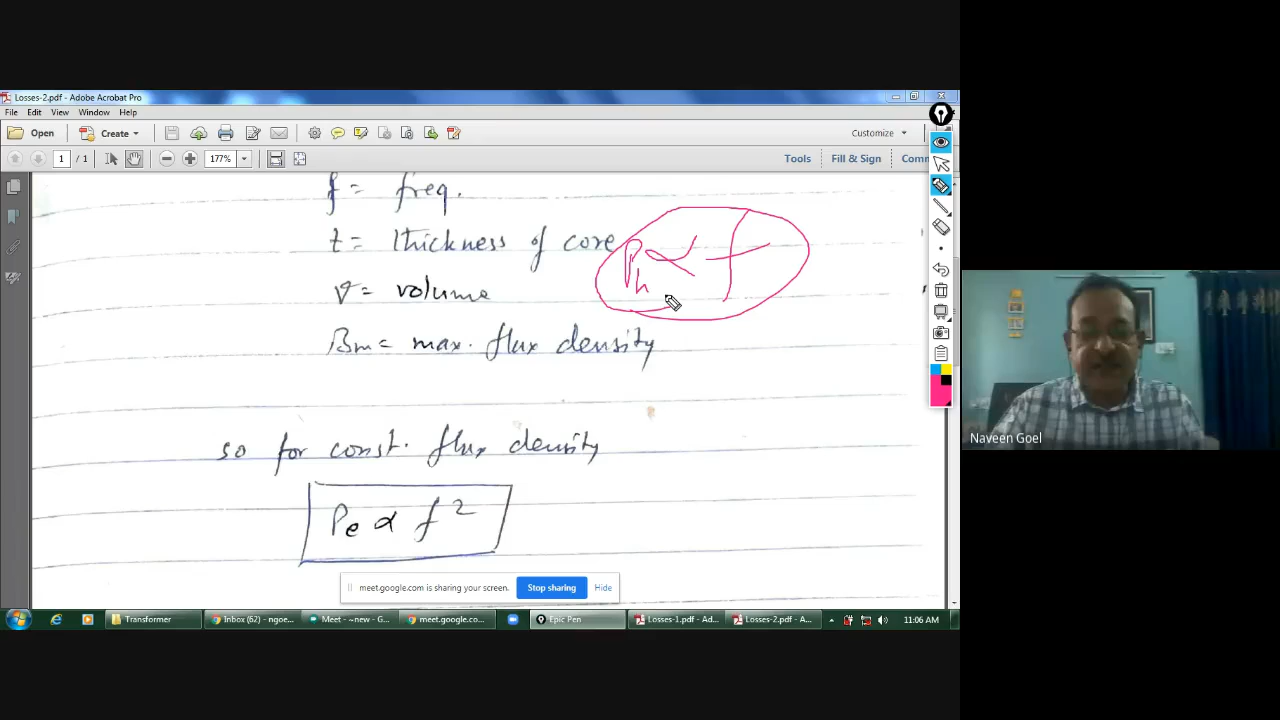 Losses-2.pdf - Adobe Acrobat Pro
File Edit View Window Help
Open Create Customize
1 / 1 177% Tools Fill & Sign Comm
f = freq.
t = thickness of core
v = volume
Bm = max. flux density
Ph ∝ f
so for const. flux density
Pe ∝ f²
meet.google.com is sharing your screen. Stop sharing Hide
Transformer Inbox (62) - ngoe... Meet - ~new - G... meet.google.co... Epic Pen Losses-1.pdf - Ad... Losses-2.pdf - A... 11:06 AM
Naveen Goel